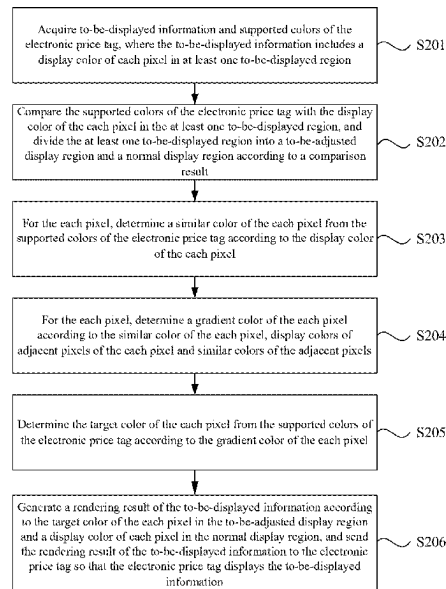 Acquire to-be-displayed information and supported colors of the
electronic price tag, where the to-be-displayed information includes a
display color of each pixel in at least one to-be-displayed region
S201
Compare the supported colors of the electronic price tag with the display
color of the each pixel in the at least one to-be-displayed region, and
divide the at least one to-be-displayed region into a to-be-adjusted
display region and a normal display region according to a comparison
result
S202
For the each pixel, determine a similar color of the each pixel from the
supported colors of the electronic price tag according to the display color
of the each pixel
S203
For the each pixel, determine a gradient color of the each pixel
according to the similar color of the each pixel, display colors of
adjacent pixels of the each pixel and similar colors of the adjacent pixels
S204
Determine the target color of the each pixel from the supported colors of
the electronic price tag according to the gradient color of the each pixel
S205
Generate a rendering result of the to-be-displayed information according
to the target color of the each pixel in the to-be-adjusted display region
and a display color of each pixel in the normal display region, and send
the rendering result of the to-be-displayed information to the electronic
price tag so that the electronic price tag displays the to-be-displayed
information
S206